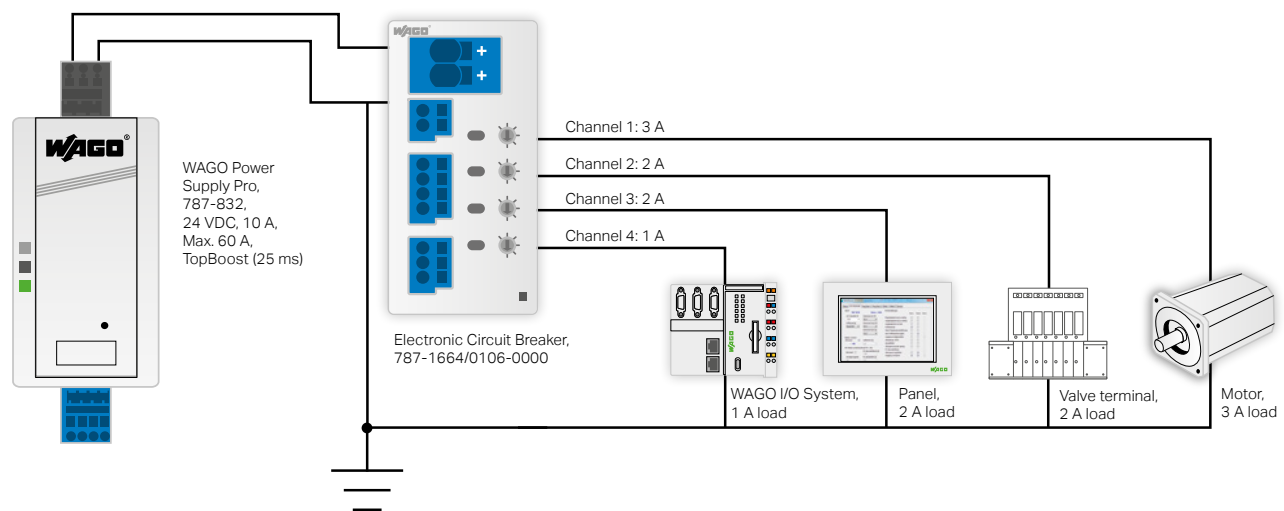 WAGO
+
+
WAGO®
WAGO Power
Supply Pro,
787-832,
24 VDC, 10 A,
Max. 60 A,
TopBoost (25 ms)
Channel 1: 3 A
Channel 2: 2 A
Channel 3: 2 A
Channel 4: 1 A
Electronic Circuit Breaker,
787-1664/0106-0000
WAGO
WAGO
WAGO I/O System,
1 A load
Panel,
2 A load
Valve terminal,
2 A load
Motor,
3 A load